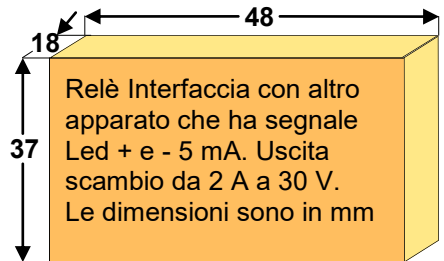 48
18
37
Relè Interfaccia con altro
apparato che ha segnale
Led + e - 5 mA. Uscita
scambio da 2 A a 30 V.
Le dimensioni sono in mm